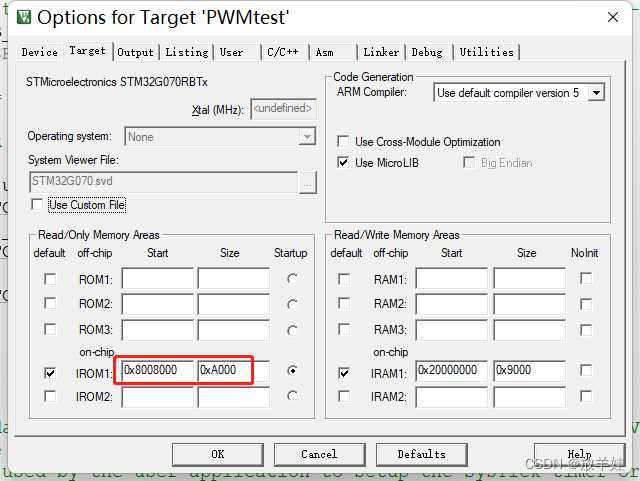 Options for Target 'PWMtest'
Device Target Output Listing User C/C++ Asm Linker Debug Utilities
STMicroelectronics STM32G070RBTx
Xtal (MHz): <undefined>
Operating system: None
System Viewer File:
STM32G070.svd ...
Use Custom File
Code Generation
ARM Compiler: Use default compiler version 5
Use Cross-Module Optimization
Use MicroLIB Big Endian
Read/Only Memory Areas
default off-chip Start Size Startup
ROM1:
ROM2:
ROM3:
on-chip
IROM1: 0x8008000 0xA000
IROM2:
Read/Write Memory Areas
default off-chip Start Size NoInit
RAM1:
RAM2:
RAM3:
on-chip
IRAM1: 0x20000000 0x9000
IRAM2:
OK Cancel Defaults Help
CSDN @放羊婕
used by the user application to setup the SysTick timer or